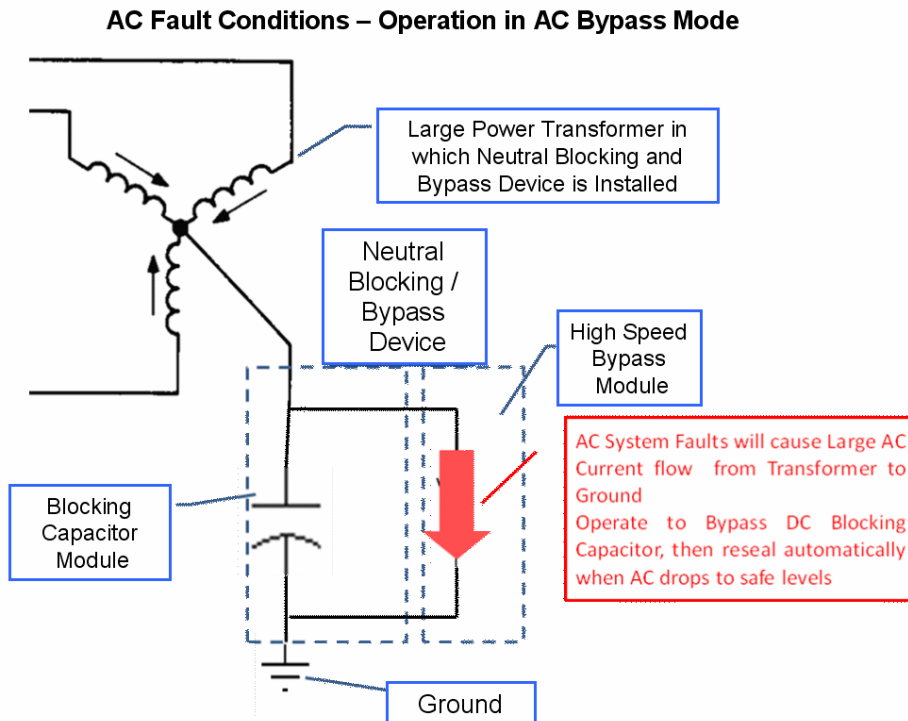 AC Fault Conditions – Operation in AC Bypass Mode
Large Power Transformer in
which Neutral Blocking and
Bypass Device is Installed
Neutral
Blocking /
Bypass
Device
High Speed
Bypass
Module
AC System Faults will cause Large AC
Current flow from Transformer to
Ground
Operate to Bypass DC Blocking
Capacitor, then reseal automatically
when AC drops to safe levels
Blocking
Capacitor
Module
Ground